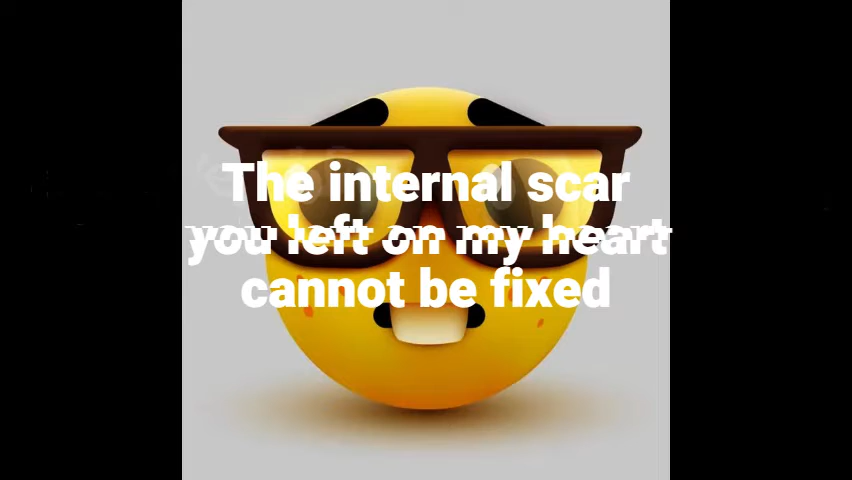 The internal scar
you left on my heart
cannot be fixed